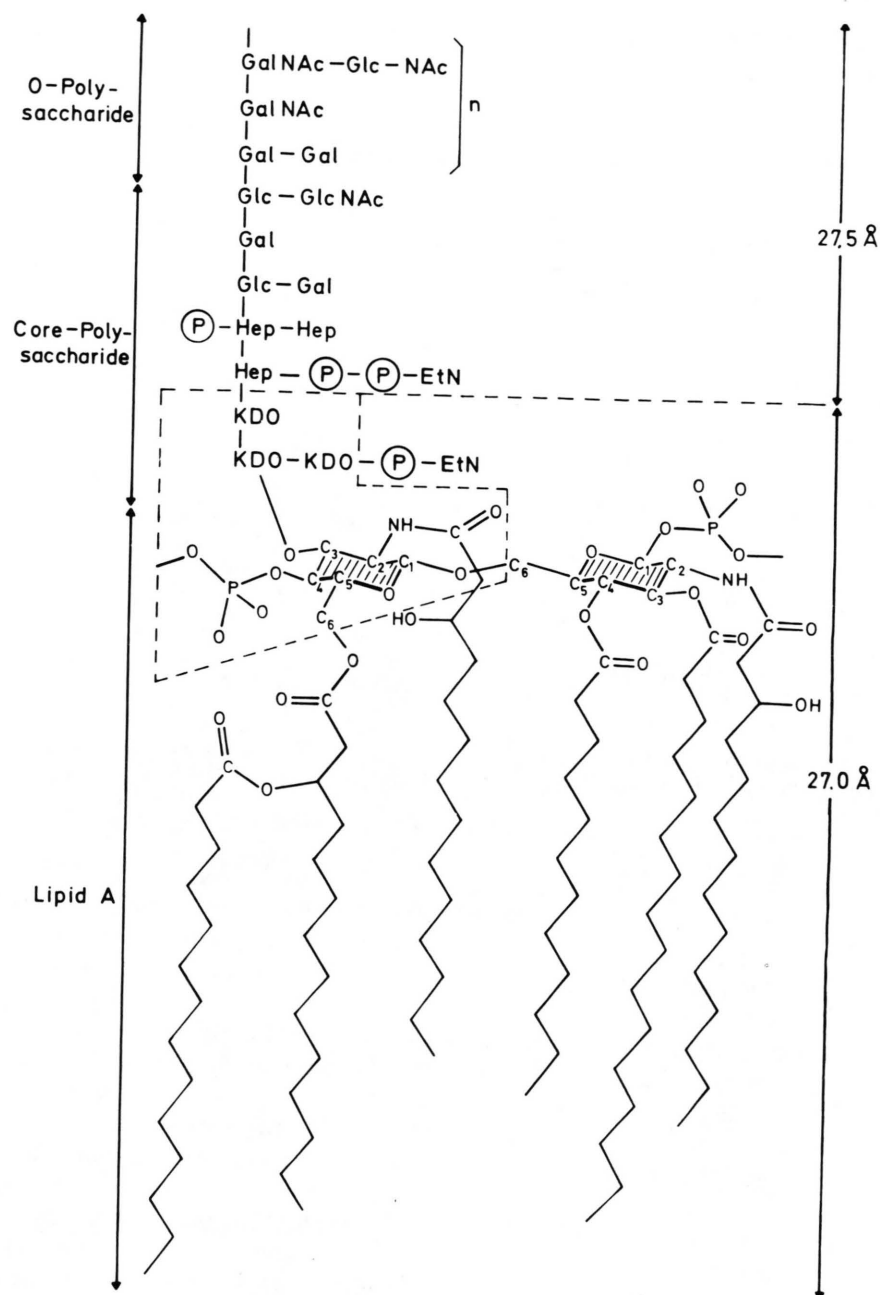 O-Poly-
saccharide
GalNAc-Glc-NAc
GalNAc
n
Gal-Gal
Glc-GlcNAc
Gal
27,5 Å
Glc-Gal
Core-Poly-
saccharide
P-Hep-Hep
Hep-P-P-EtN
KDO
KDO-KDO-P-EtN
O O
O P
O
NH C O
O C3 C2 C1 O C6
O C2 NH
O P O C4 C5 O
C5 C4 C3 O
O O
C6
HO
O
C=O
C=O
C=O
O
O=C
OH
O
C
O
27,0 Å
Lipid A